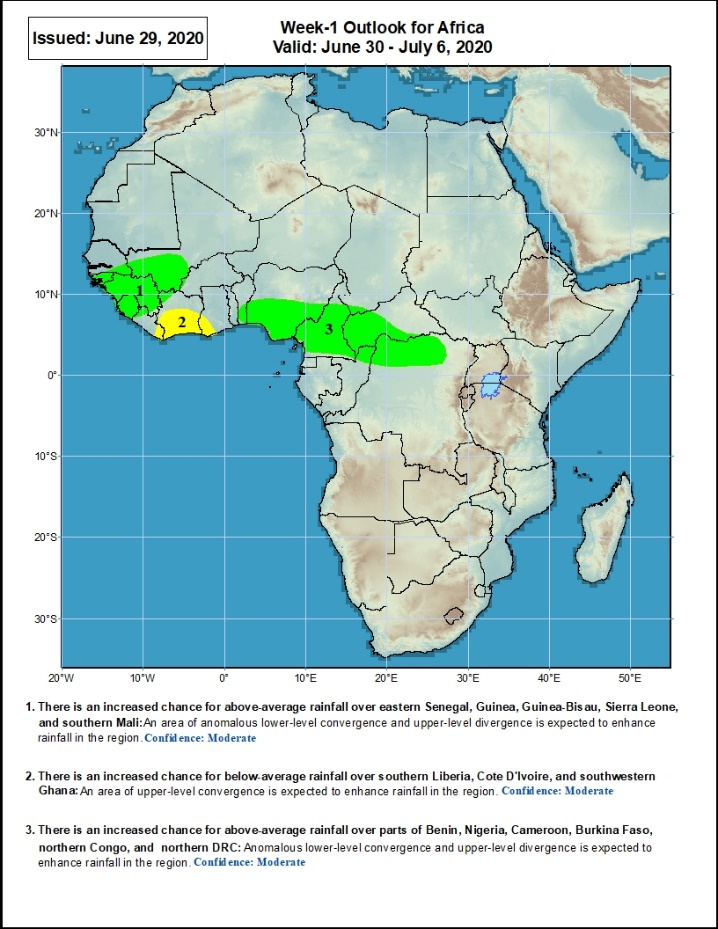 Issued: June 29, 2020
Week-1 Outlook for Africa
Valid: June 30 - July 6, 2020
30°N
20°N
10°N
0°
10°S
20°S
30°S
1
2
3
20°W
10°W
0°
10°E
20°E
30°E
40°E
50°E
1. There is an increased chance for above-average rainfall over eastern Senegal, Guinea, Guinea-Bisau, Sierra Leone,
and southern Mali:An area of anomalous lower-level convergence and upper-level divergence is expected to enhance
rainfall in the region. Confidence: Moderate
2. There is an increased chance for below-average rainfall over southern Liberia, Cote D'Ivoire, and southwestern
Ghana:An area of upper-level convergence is expected to enhance rainfall in the region. Confidence: Moderate
3. There is an increased chance for above-average rainfall over parts of Benin, Nigeria, Cameroon, Burkina Faso,
northern Congo, and northern DRC: Anomalous lower-level convergence and upper-level divergence is expected to
enhance rainfall in the region. Confidence: Moderate